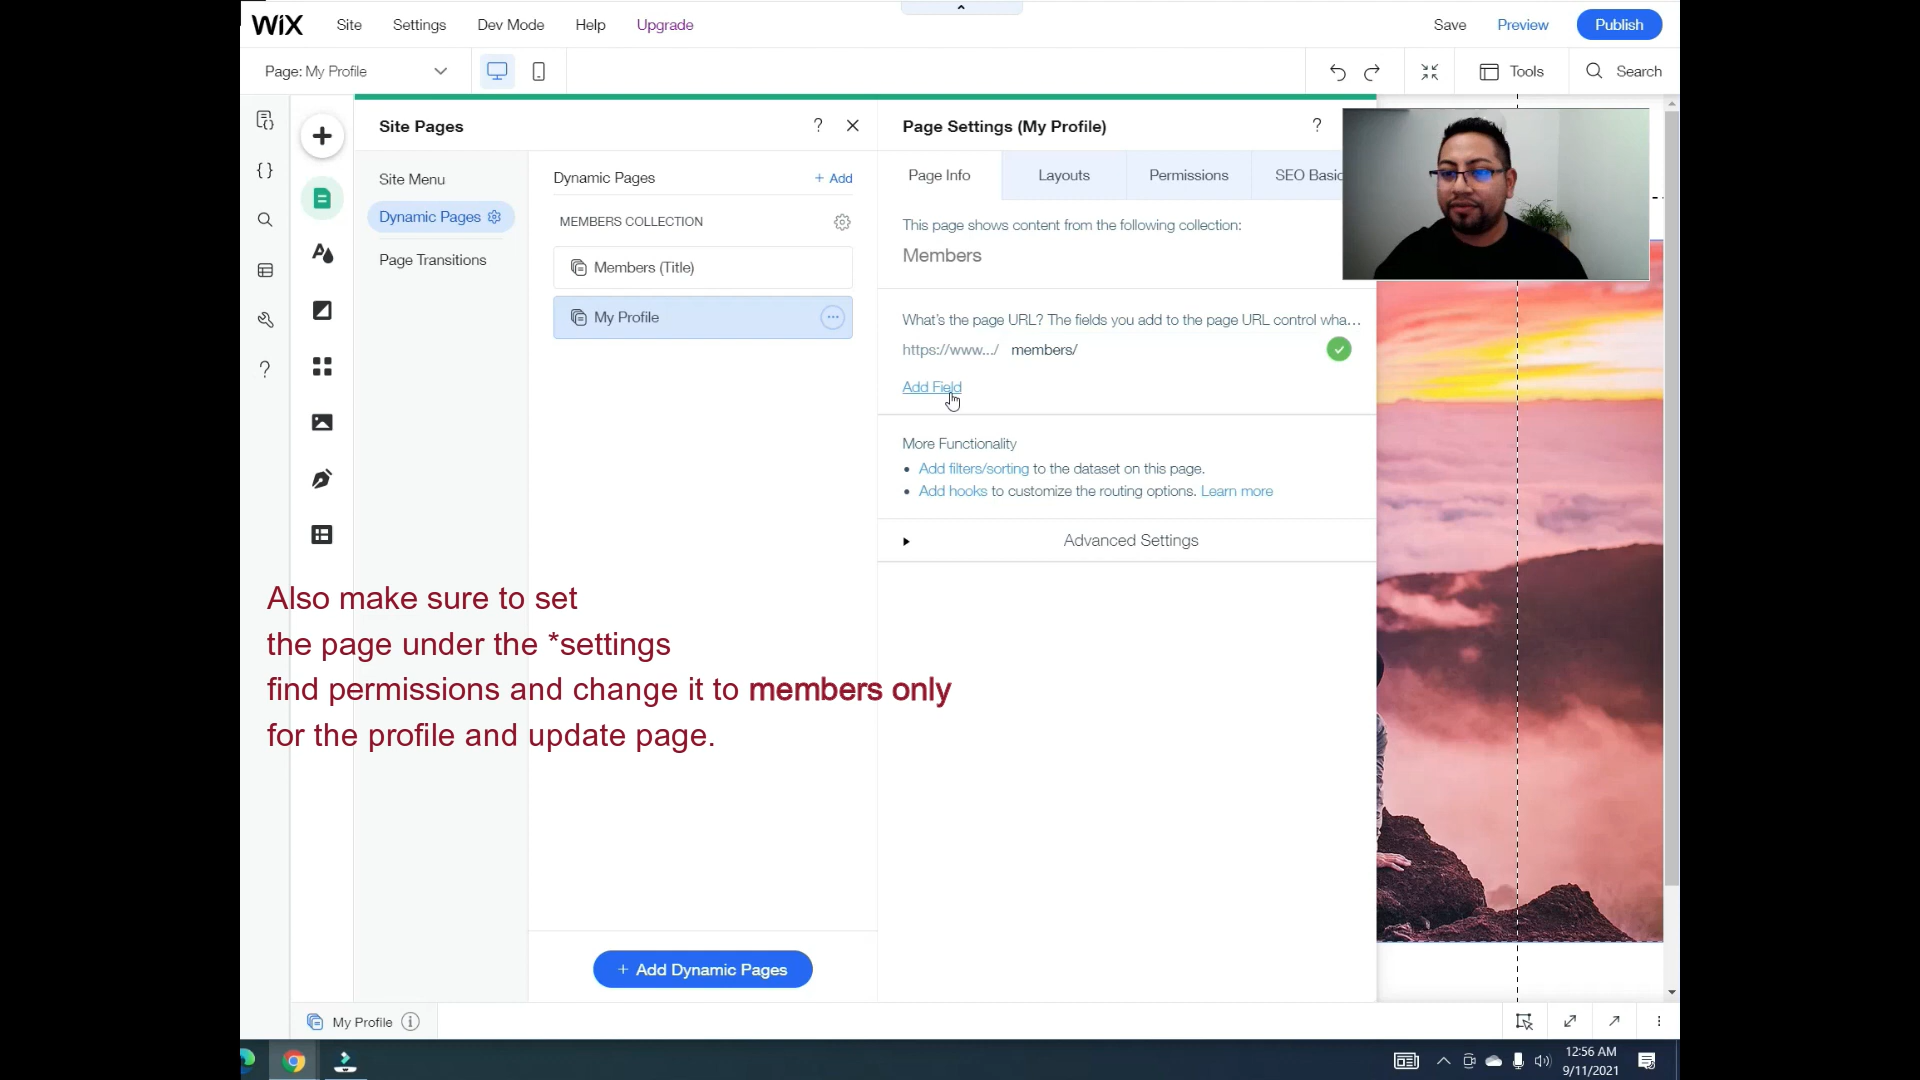 WiX
Site
Settings
Dev Mode
Help
Upgrade
Save
Preview
Publish
Page: My Profile
Tools
Search
Site Pages
?
Page Settings (My Profile)
?
Site Menu
Dynamic Pages
Page Transitions
Dynamic Pages
+ Add
MEMBERS COLLECTION
Members (Title)
My Profile
Page Info
Layouts
Permissions
SEO Basic
This page shows content from the following collection:
Members
What's the page URL? The fields you add to the page URL control wha...
https://www.../ members/
Add Field
More Functionality
• Add filters/sorting to the dataset on this page.
• Add hooks to customize the routing options. Learn more
Advanced Settings
Also make sure to set
the page under the *settings
find permissions and change it to members only
for the profile and update page.
+ Add Dynamic Pages
My Profile
12:56 AM
9/11/2021